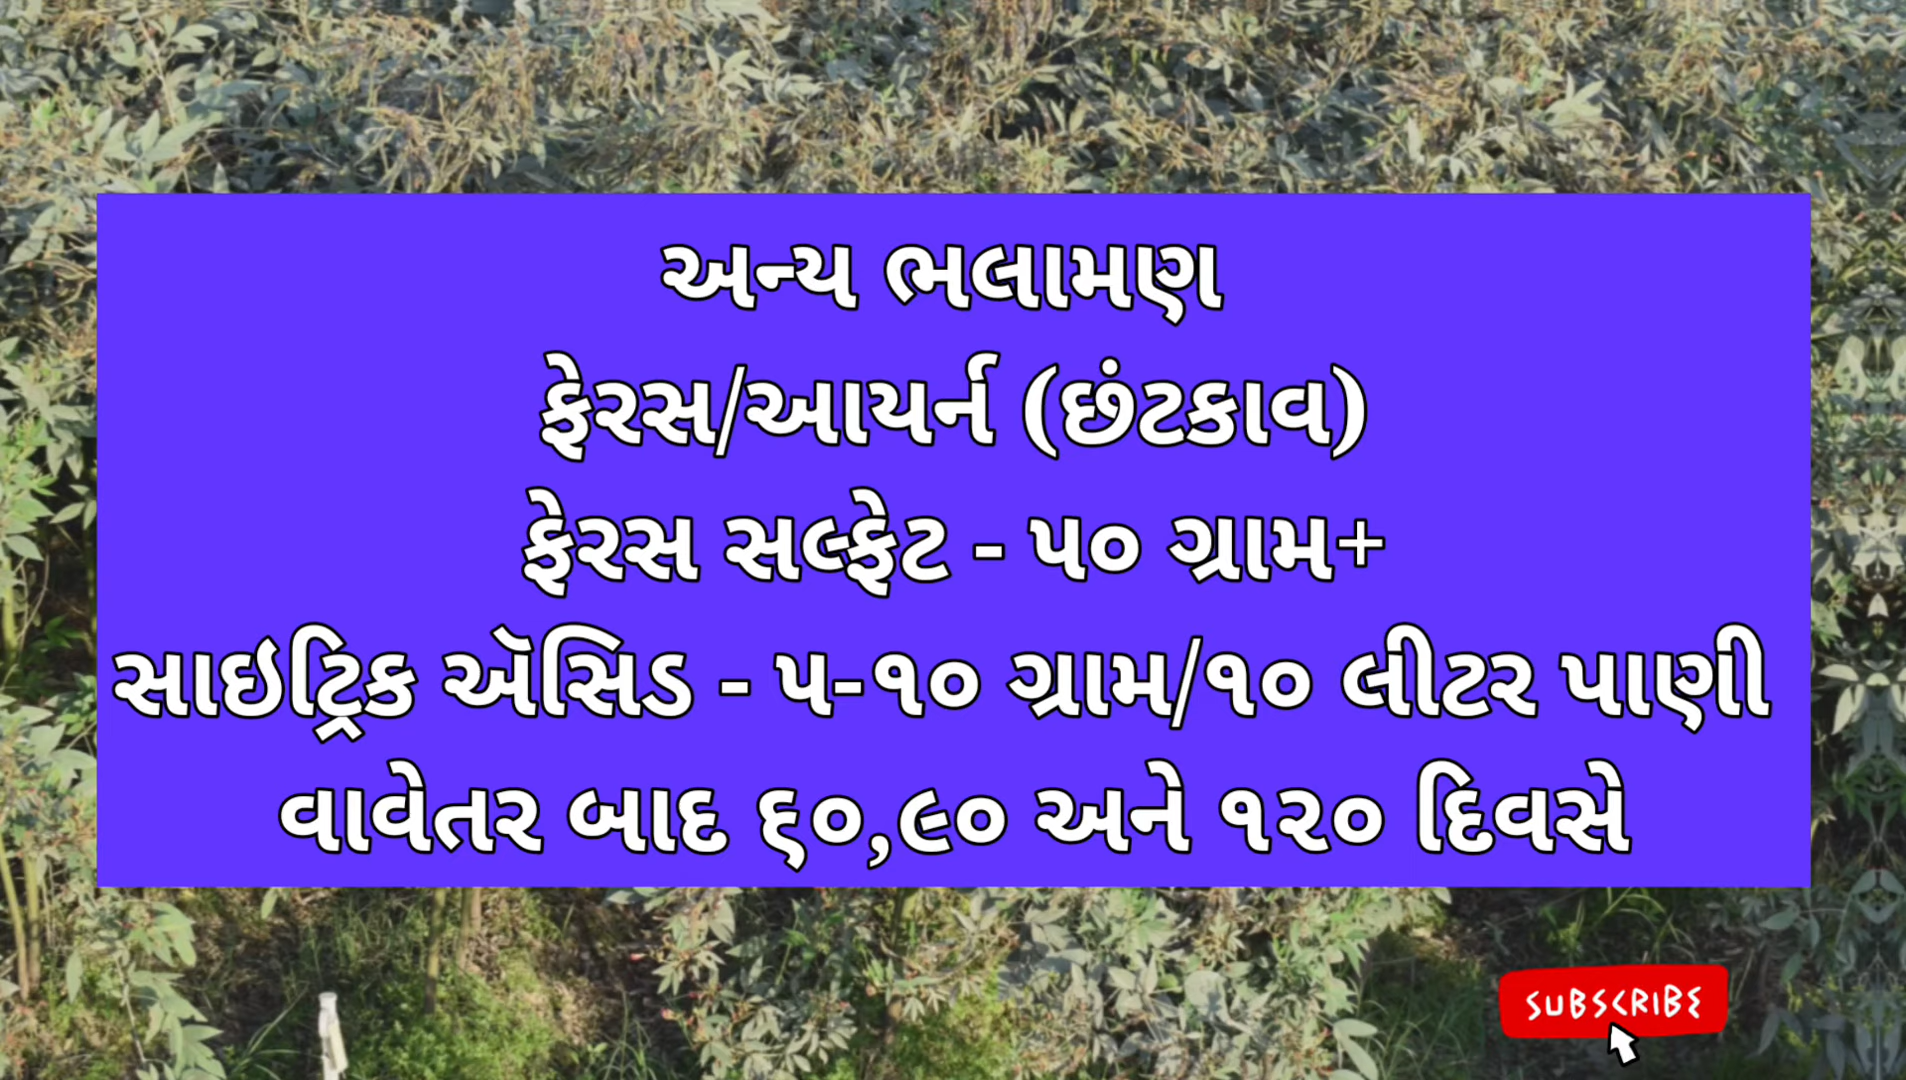 અન્ય ભલામણ
ફેરસ/આયર્ન (છંટકાવ)
ફેરસ સલ્ફેટ - ૫૦ ગ્રામ+
સાઇટ્રિક ઍસિડ - ૫-૧૦ ગ્રામ/૧૦ લીટર પાણી
વાવેતર બાદ ૬૦,૯૦ અને ૧૨૦ દિવસે
SUBSCRIBE